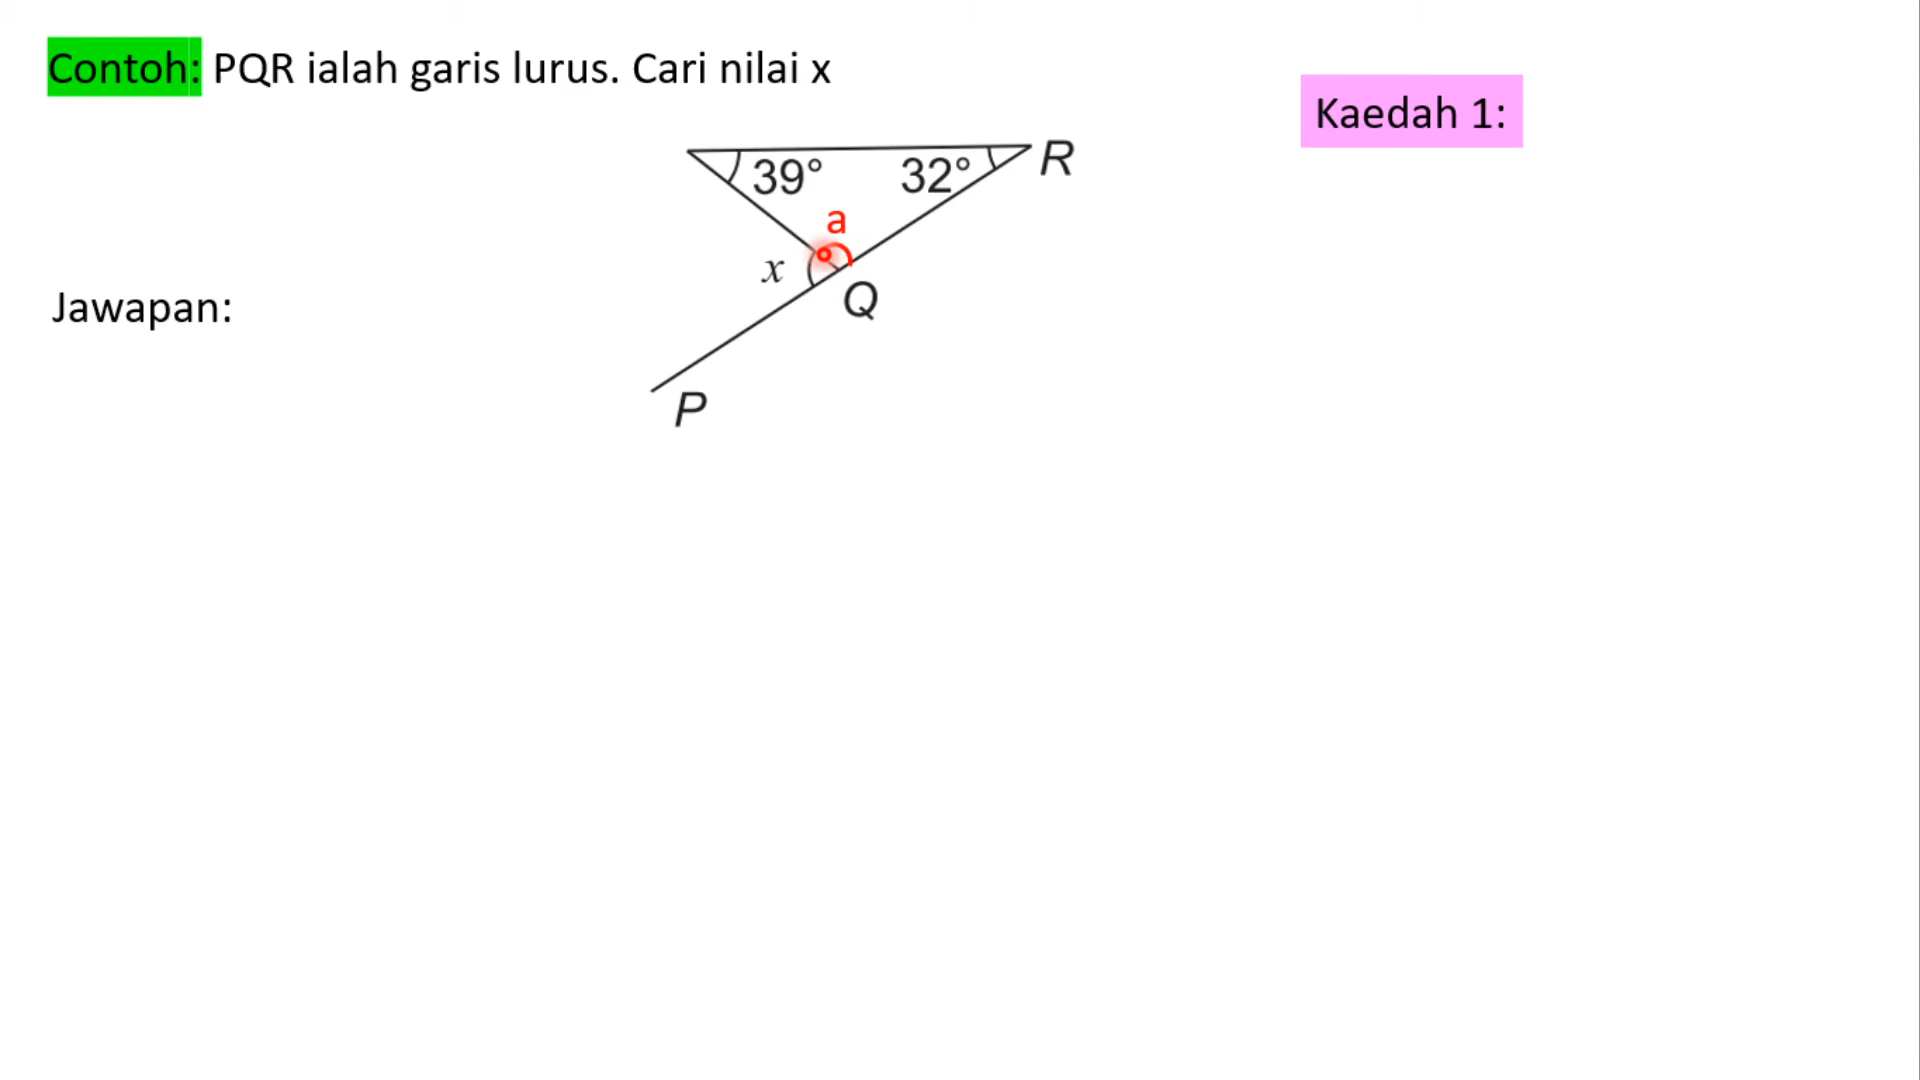 Contoh: PQR ialah garis lurus. Cari nilai x
Kaedah 1:
39° 32° R
a
x
Q
Jawapan:
P